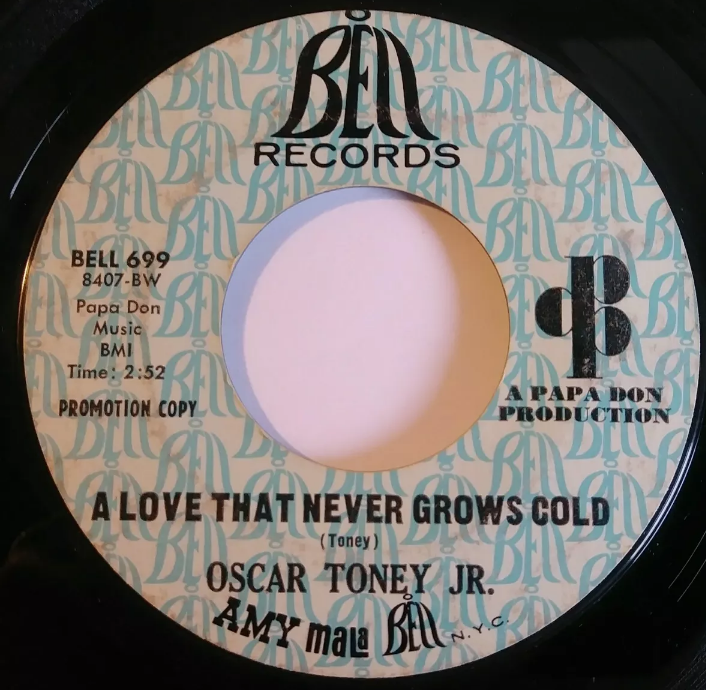 BELL
RECORDS
BELL 699
8407-BW
Papa Don
Music
BMI
Time: 2:52
PROMOTION COPY
A PAPA DON
PRODUCTION
A LOVE THAT NEVER GROWS COLD
(Toney)
OSCAR TONEY JR.
AMY mala BELL N.Y.C.